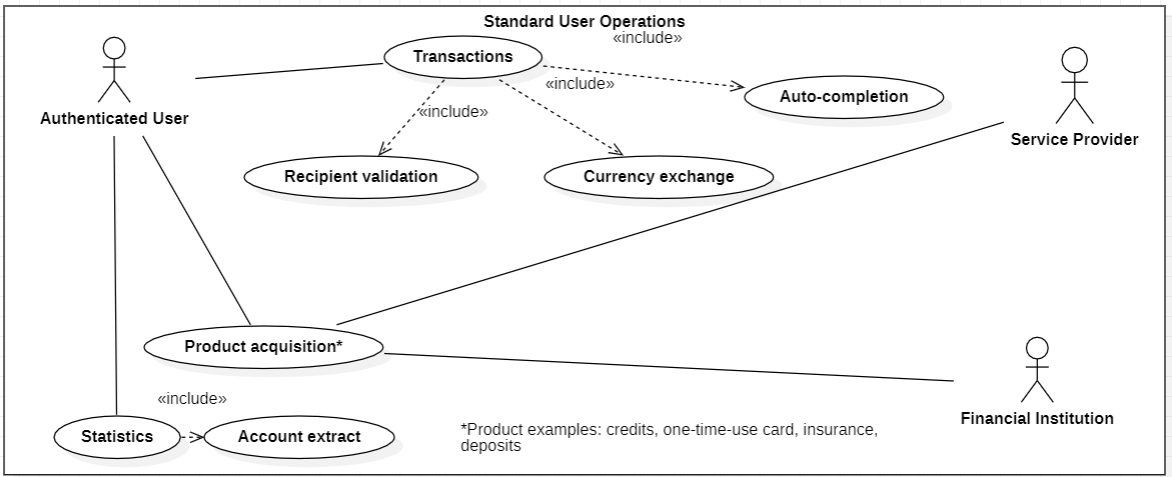 Standard User Operations
«include»
Transactions
«include»
Auto-completion
«include»
Authenticated User
Service Provider
Recipient validation
Currency exchange
Product acquisition*
«include»
Financial Institution
Statistics
Account extract
*Product examples: credits, one-time-use card, insurance,
deposits